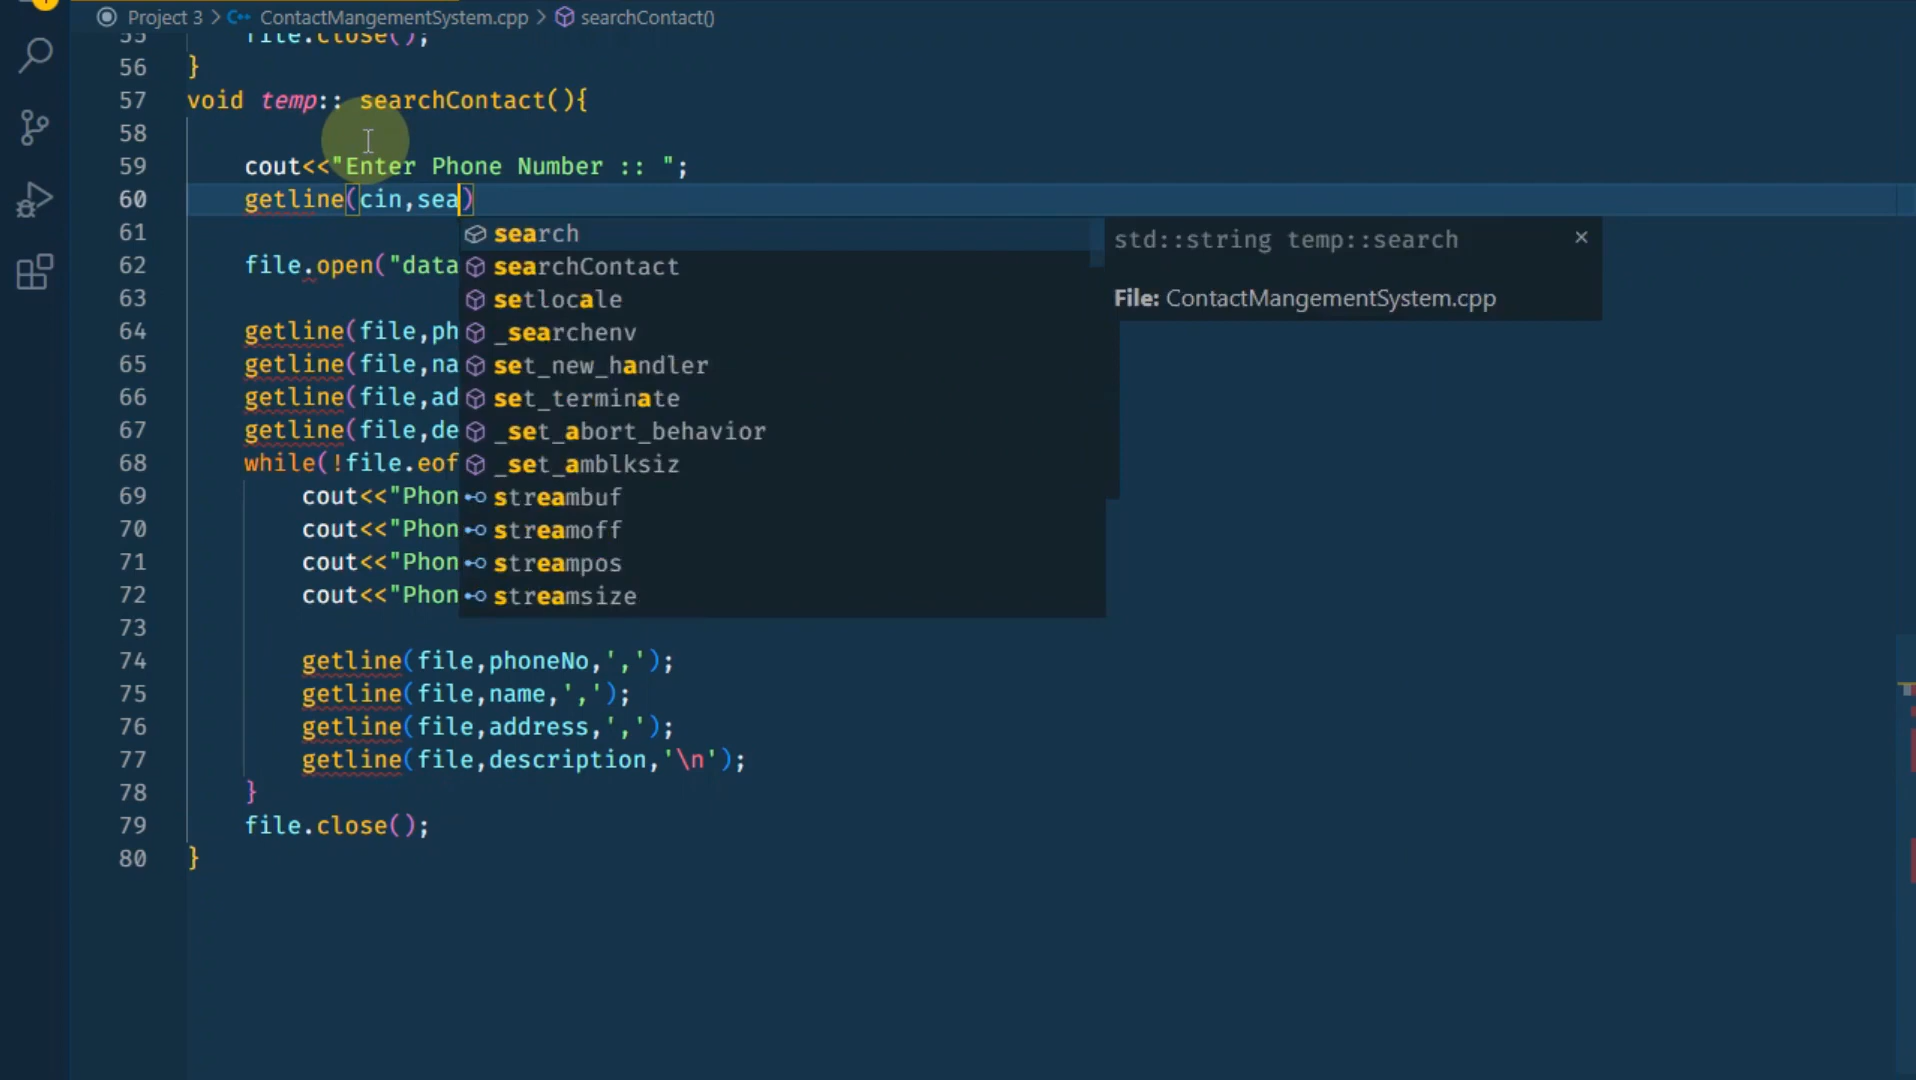 1
Project 3 > ContactMangementSystem.cpp > searchContact()
55 file.close();
56 }
57 void temp:: searchContact(){
58
59 cout<<"Enter Phone Number :: ";
60 getline(cin,sea)
61
62 file.open("data
63
64 getline(file,ph
65 getline(file,na
66 getline(file,ad
67 getline(file,de
68 while(!file.eof
69 cout<<"Phon
70 cout<<"Phon
71 cout<<"Phon
72 cout<<"Phon
73
74 getline(file,phoneNo,',');
75 getline(file,name,',');
76 getline(file,address,',');
77 getline(file,description,'\n');
78 }
79 file.close();
80 }
search
searchContact
setlocale
_searchenv
set_new_handler
set_terminate
_set_abort_behavior
_set_amblksiz
streambuf
streamoff
streampos
streamsize
std::string temp::search
File: ContactMangementSystem.cpp